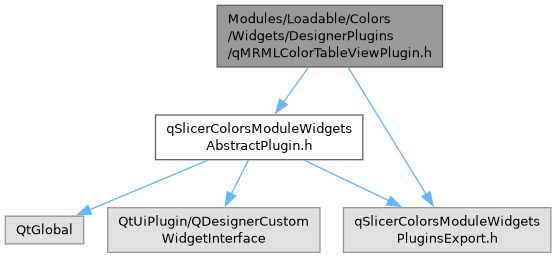 Modules/Loadable/Colors
/Widgets/DesignerPlugins
/qMRMLColorTableViewPlugin.h
qSlicerColorsModuleWidgets
AbstractPlugin.h
QtGlobal
QtUiPlugin/QDesignerCustom
WidgetInterface
qSlicerColorsModuleWidgets
PluginsExport.h